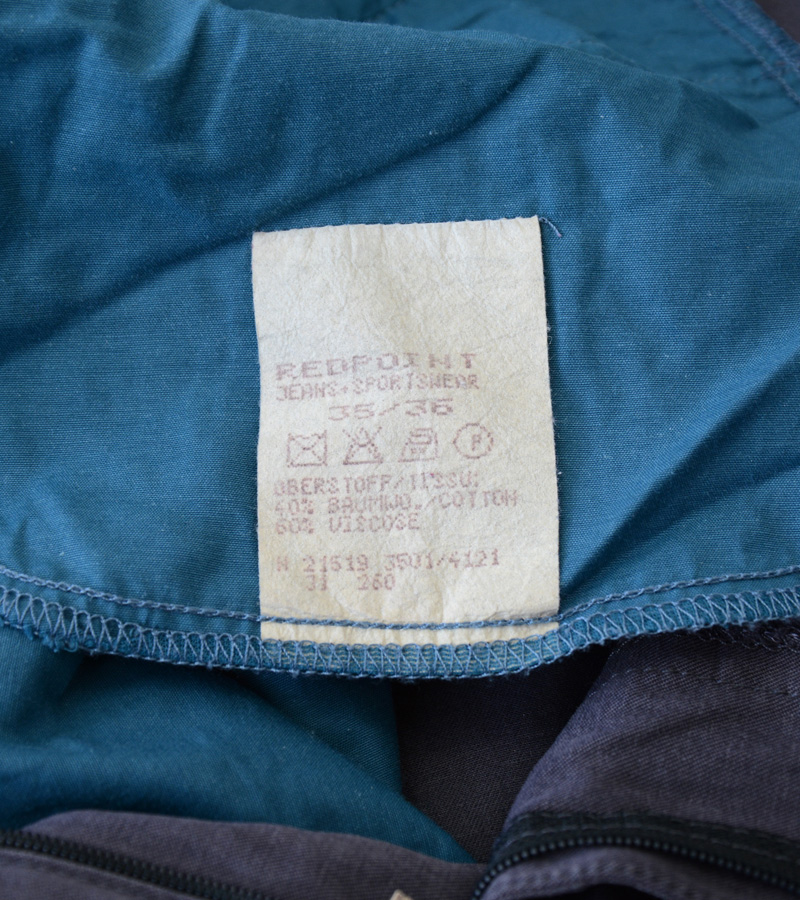 REDPOINT
JEANS+SPORTSWEAR
35/36
P
OBERSTOFF/TISSU:
40% BAUMWO./COTTON
60% VISCOSE
N 21519 3501/4121
31 260